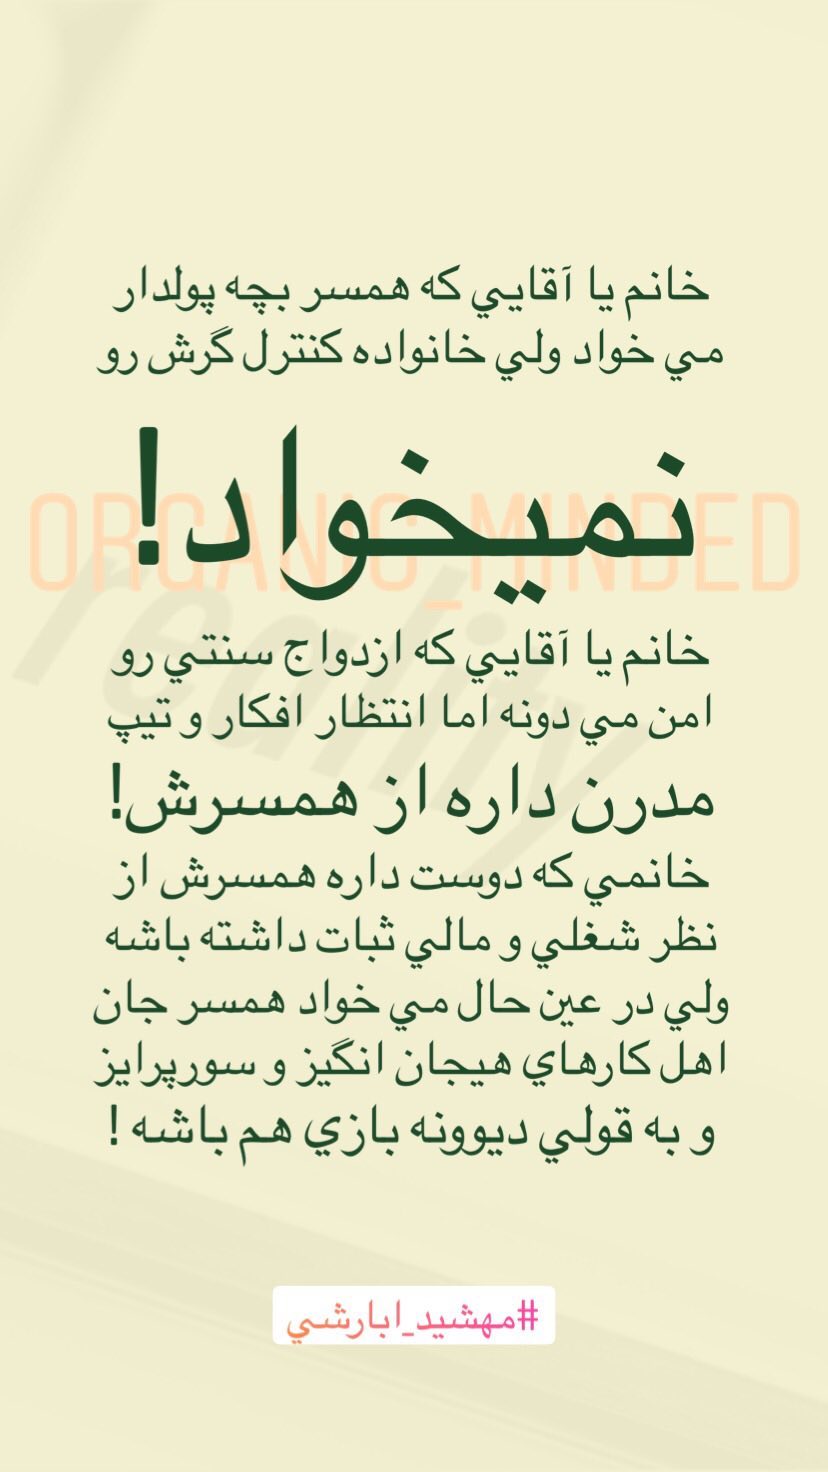 خانم يا آقايي كه همسر بچه پولدار
مي خواد ولي خانواده كنترل گرش رو
نميخواد!
ORGANIC_MINDED
reality
خانم يا آقايي كه ازدواج سنتي رو
امن مي دونه اما انتظار افكار و تيپ
مدرن داره از همسرش!
خانمي كه دوست داره همسرش از
نظر شغلي و مالي ثبات داشته باشه
ولي در عين حال مي خواد همسر جان
اهل كارهاي هيجان انگيز و سورپرايز
و به قولي ديوونه بازي هم باشه !
#مهشيد_ابارشي